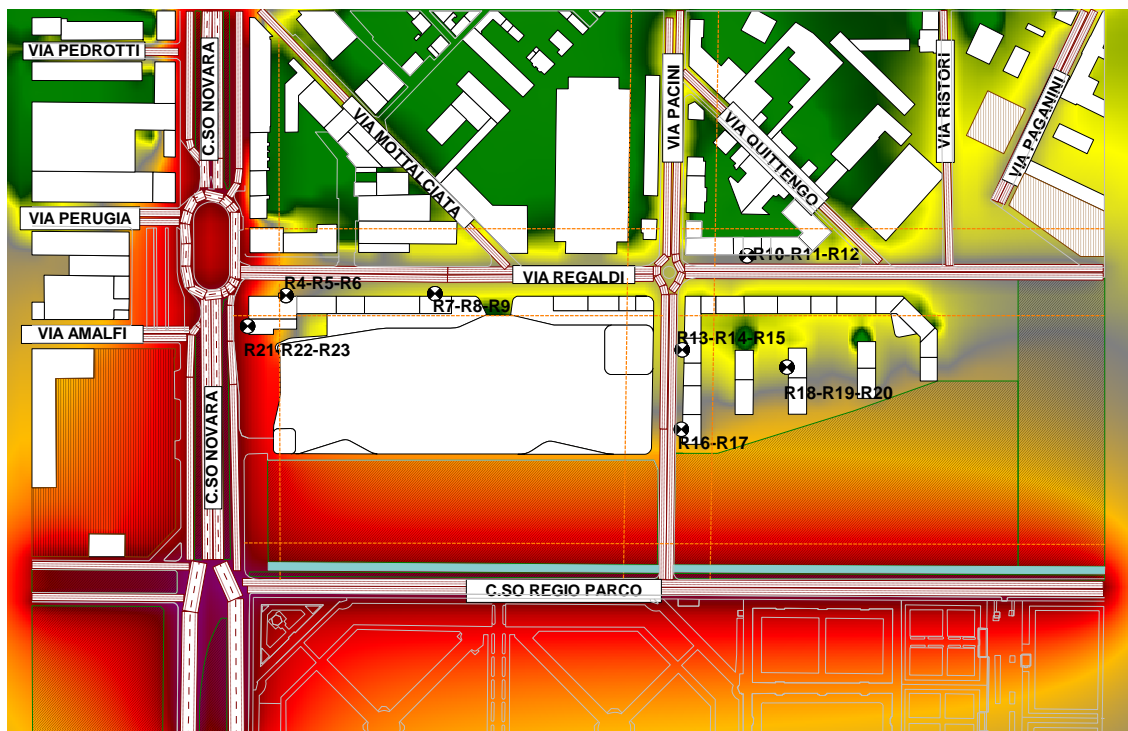 VIA PEDROTTI
C.SO NOVARA
VIA MOTTALCIATA
VIA PACINI
VIA QUITTENGO
VIA RISTORI
VIA PAGANINI
VIA PERUGIA
R10-R11-R12
VIA REGALDI
R4-R5-R6
R7-R8-R9
VIA AMALFI
R21-R22-R23
R13-R14-R15
R18-R19-R20
R16-R17
C.SO NOVARA
C.SO REGIO PARCO